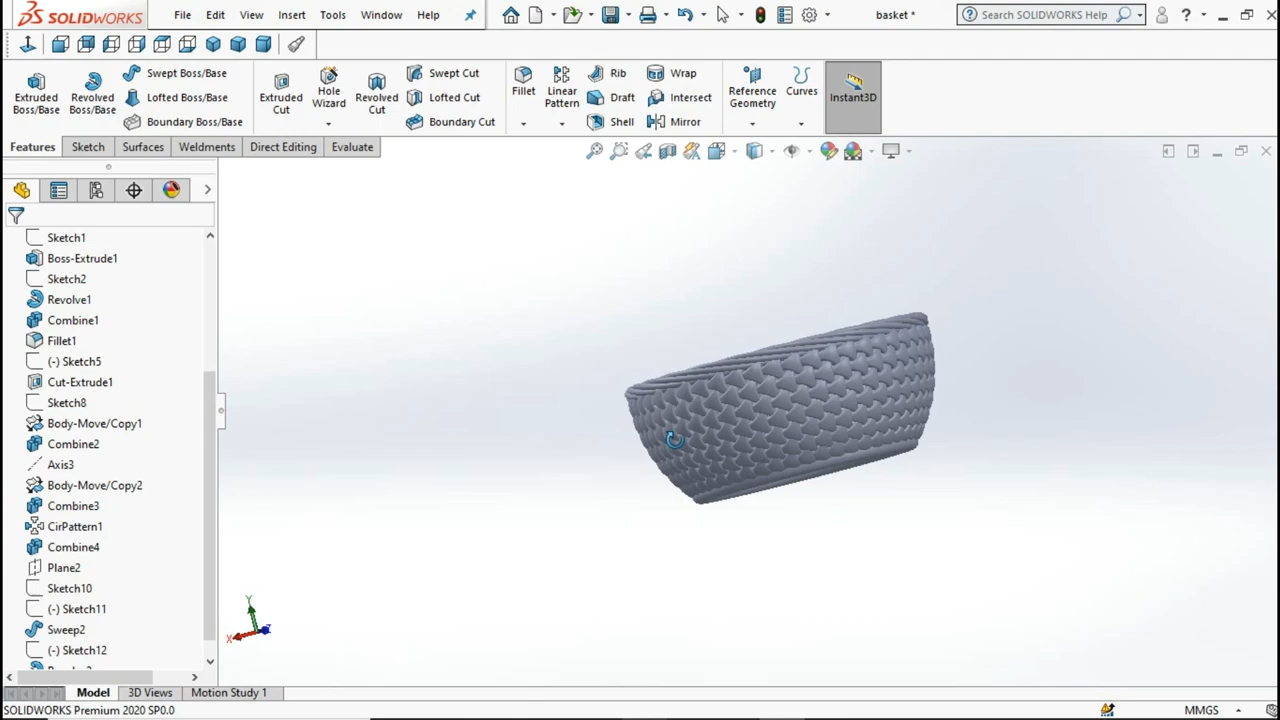 SOLIDWORKS File Edit View Insert Tools Window Help basket * Search SOLIDWORKS Help ?
Extruded Boss/Base
Revolved Boss/Base
Swept Boss/Base
Lofted Boss/Base
Boundary Boss/Base
Extruded Cut
Hole Wizard
Revolved Cut
Swept Cut
Lofted Cut
Boundary Cut
Fillet
Linear Pattern
Rib
Draft
Shell
Wrap
Intersect
Mirror
Reference Geometry
Curves
Instant3D
Features Sketch Surfaces Weldments Direct Editing Evaluate
Sketch1
Boss-Extrude1
Sketch2
Revolve1
Combine1
Fillet1
(-) Sketch5
Cut-Extrude1
Sketch8
Body-Move/Copy1
Combine2
Axis3
Body-Move/Copy2
Combine3
CirPattern1
Combine4
Plane2
Sketch10
(-) Sketch11
Sweep2
(-) Sketch12
Y
X
Z
Model 3D Views Motion Study 1
SOLIDWORKS Premium 2020 SP0.0 MMGS